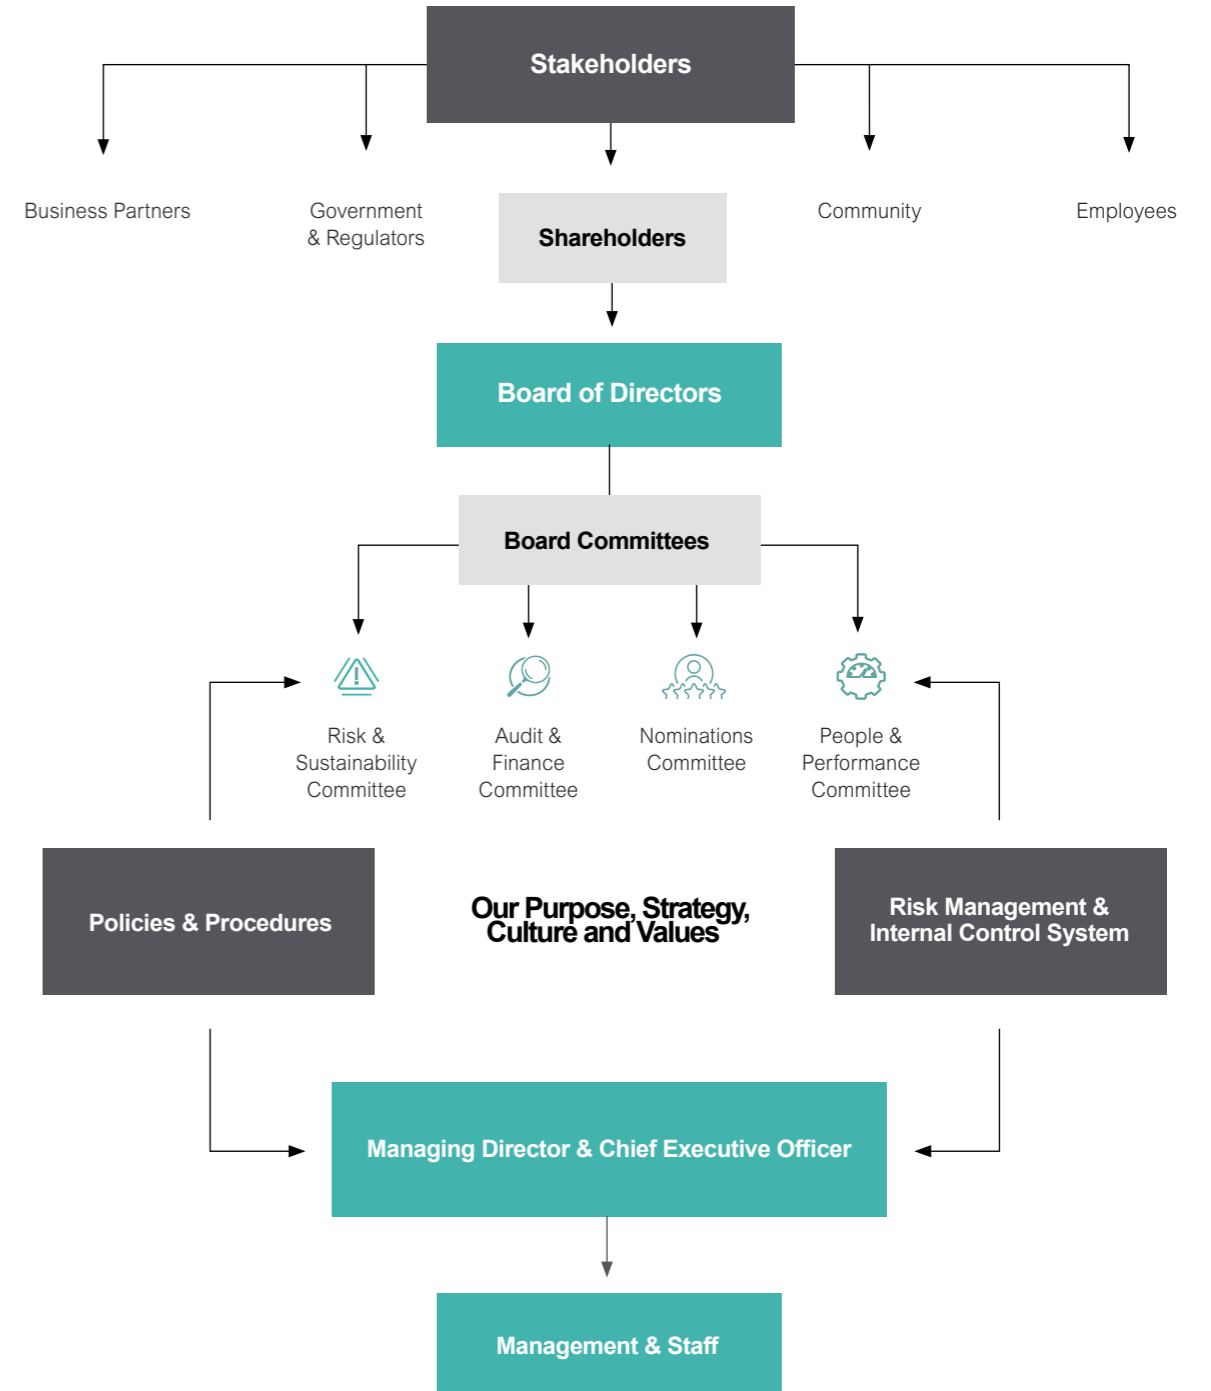 Stakeholders
Business Partners
Government
& Regulators
Shareholders
Community
Employees
Board of Directors
Board Committees
Risk &
Sustainability
Committee
Audit &
Finance
Committee
Nominations
Committee
People &
Performance
Committee
Policies & Procedures
Our Purpose, Strategy,
Culture and Values
Risk Management &
Internal Control System
Managing Director & Chief Executive Officer
Management & Staff